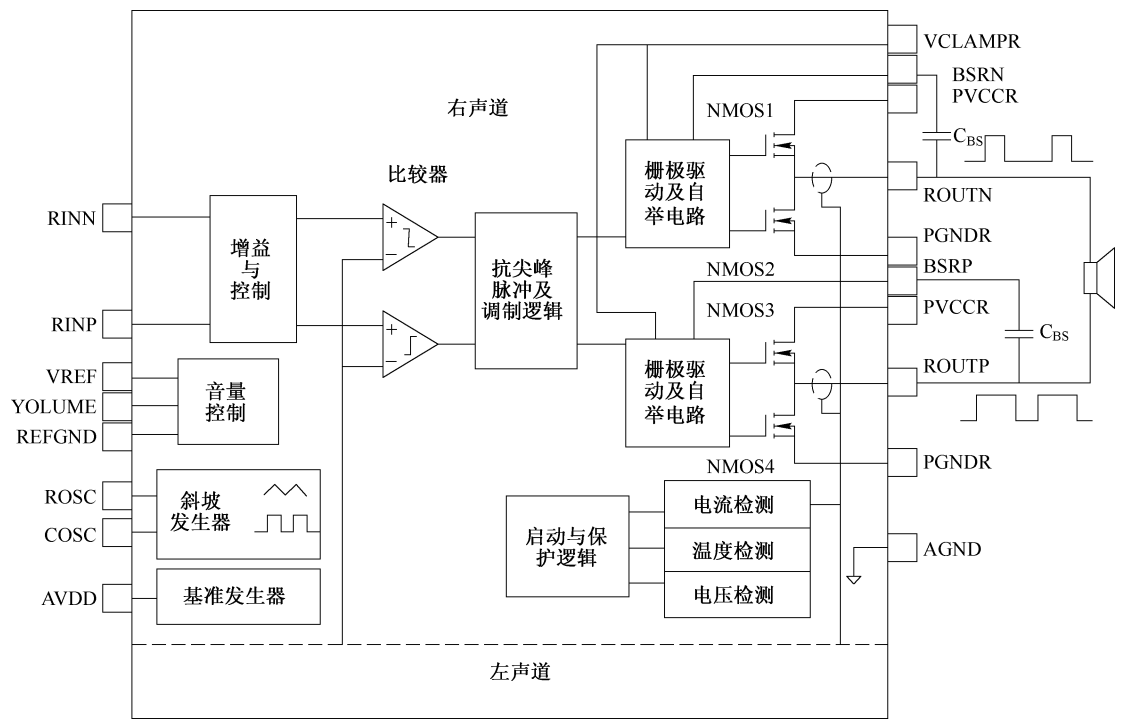 右声道
比较器
RINN
RINP
VREF
YOLUME
REFGND
ROSC
COSC
AVDD
增益
与
控制
音量
控制
斜坡
发生器
基准发生器
+
−
+
−
抗尖峰
脉冲及
调制逻辑
栅极驱
动及自
举电路
栅极驱
动及自
举电路
NMOS1
NMOS2
NMOS3
NMOS4
启动与保
护逻辑
电流检测
温度检测
电压检测
VCLAMPR
BSRN
PVCCR
CBS
ROUTN
PGNDR
BSRP
PVCCR
CBS
ROUTP
PGNDR
AGND
左声道